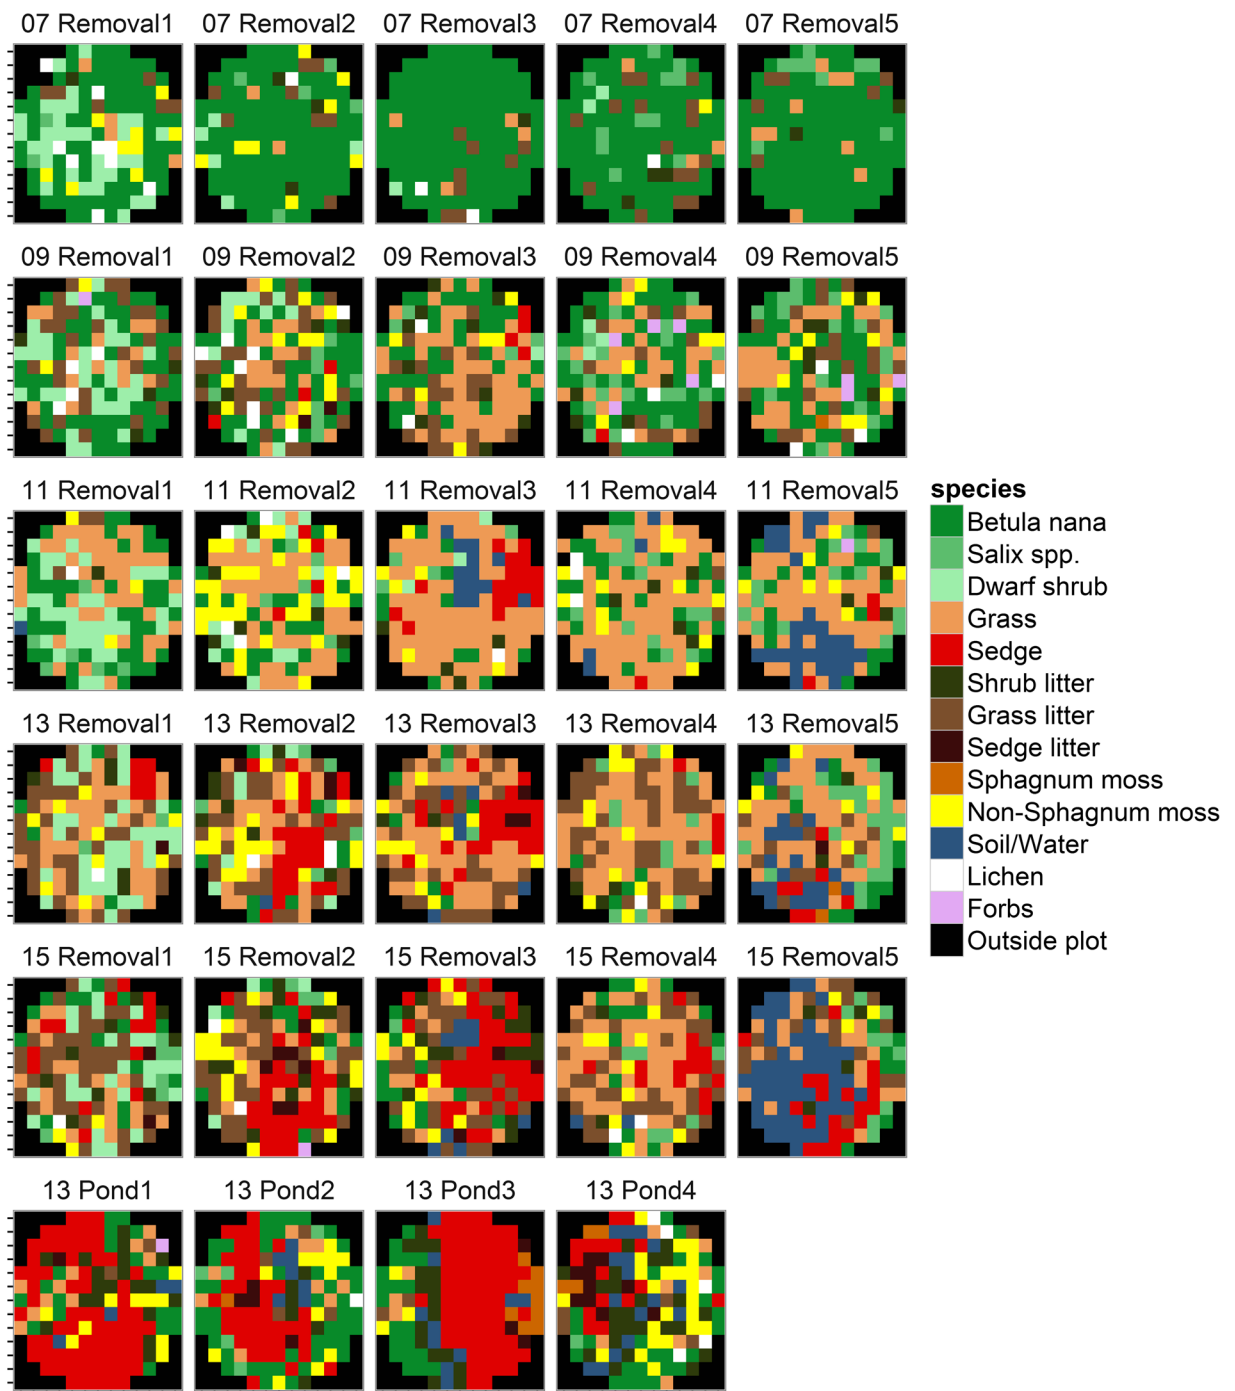 07 Removal1 07 Removal2 07 Removal3 07 Removal4 07 Removal5
09 Removal1 09 Removal2 09 Removal3 09 Removal4 09 Removal5
11 Removal1 11 Removal2 11 Removal3 11 Removal4 11 Removal5
species
Betula nana
Salix spp.
Dwarf shrub
Grass
Sedge
Shrub litter
Grass litter
Sedge litter
Sphagnum moss
Non-Sphagnum moss
Soil/Water
Lichen
Forbs
Outside plot
13 Removal1 13 Removal2 13 Removal3 13 Removal4 13 Removal5
15 Removal1 15 Removal2 15 Removal3 15 Removal4 15 Removal5
13 Pond1 13 Pond2 13 Pond3 13 Pond4